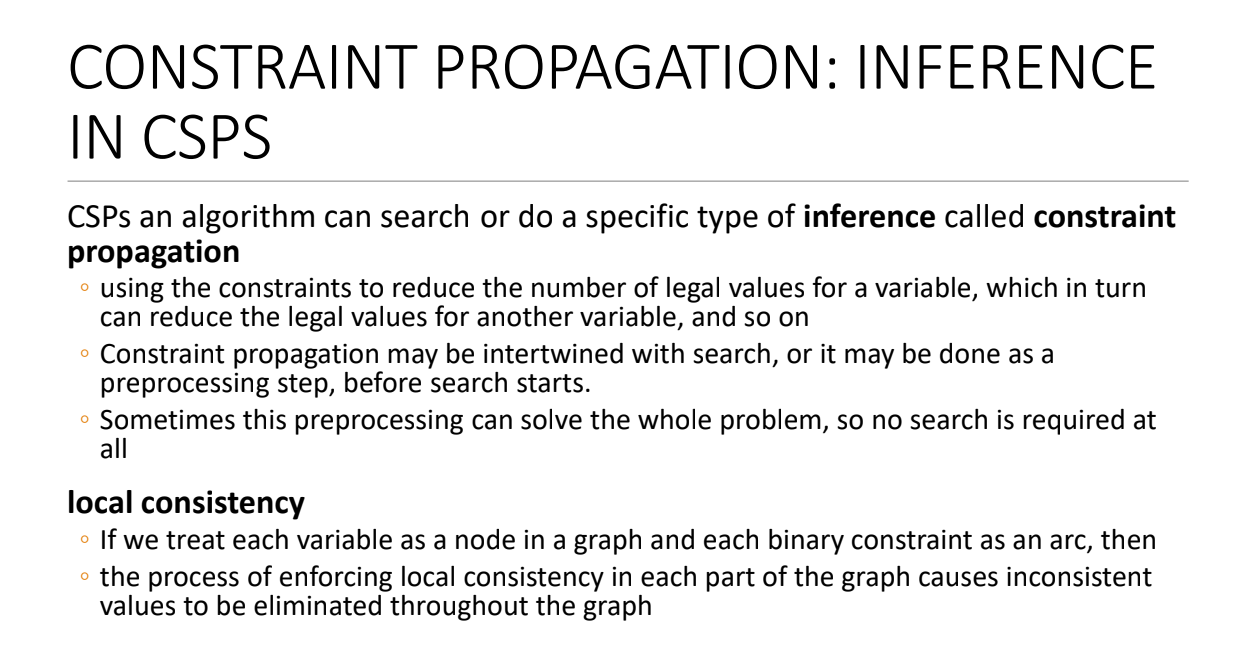 CONSTRAINT PROPAGATION: INFERENCE
IN CSPS
CSPs an algorithm can search or do a specific type of inference called constraint
propagation
◦ using the constraints to reduce the number of legal values for a variable, which in turn
can reduce the legal values for another variable, and so on
◦ Constraint propagation may be intertwined with search, or it may be done as a
preprocessing step, before search starts.
◦ Sometimes this preprocessing can solve the whole problem, so no search is required at
all
local consistency
◦ If we treat each variable as a node in a graph and each binary constraint as an arc, then
◦ the process of enforcing local consistency in each part of the graph causes inconsistent
values to be eliminated throughout the graph